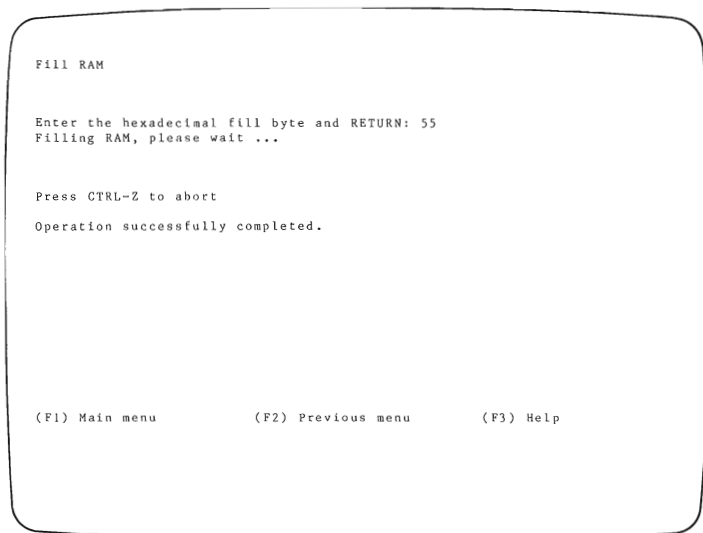 Fill RAM
Enter the hexadecimal fill byte and RETURN: 55
Filling RAM, please wait ...
Press CTRL-Z to abort
Operation successfully completed.
(F1) Main menu (F2) Previous menu (F3) Help